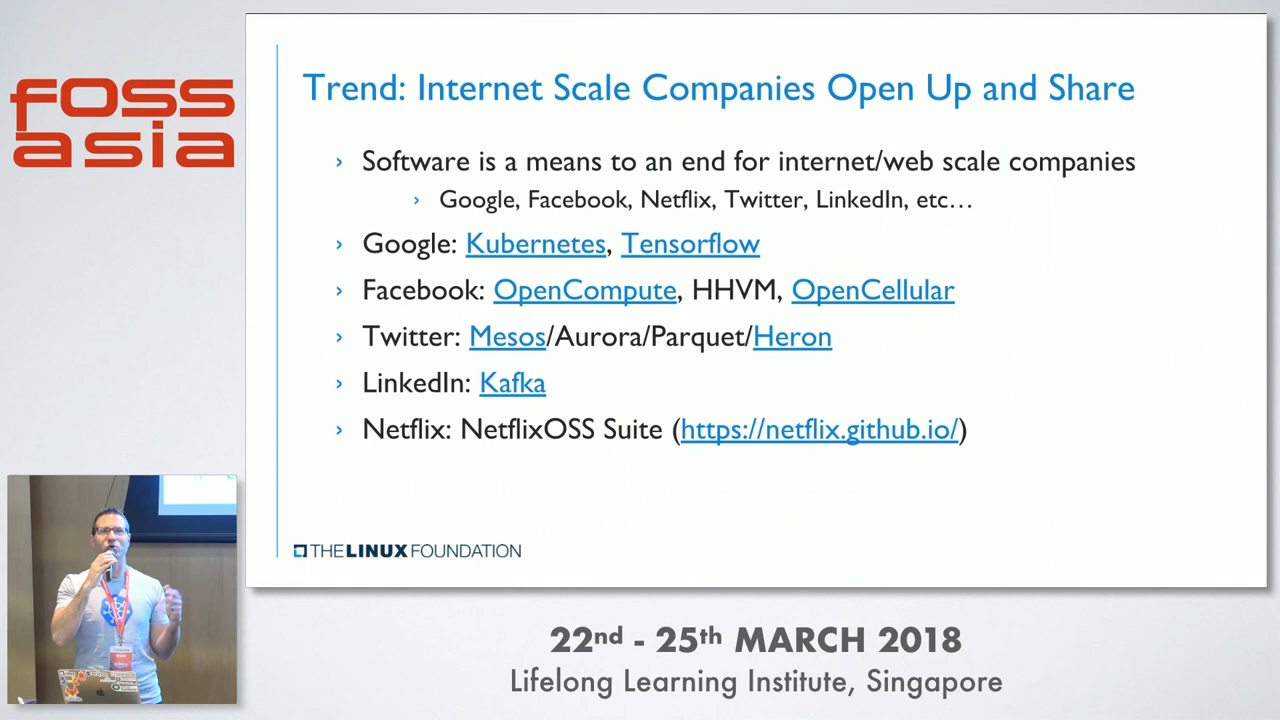 foss
asia
Trend: Internet Scale Companies Open Up and Share
› Software is a means to an end for internet/web scale companies
› Google, Facebook, Netflix, Twitter, LinkedIn, etc…
› Google: Kubernetes, Tensorflow
› Facebook: OpenCompute, HHVM, OpenCellular
› Twitter: Mesos/Aurora/Parquet/Heron
› LinkedIn: Kafka
› Netflix: NetflixOSS Suite (https://netflix.github.io/)
THE LINUX FOUNDATION
22nd - 25th MARCH 2018
Lifelong Learning Institute, Singapore